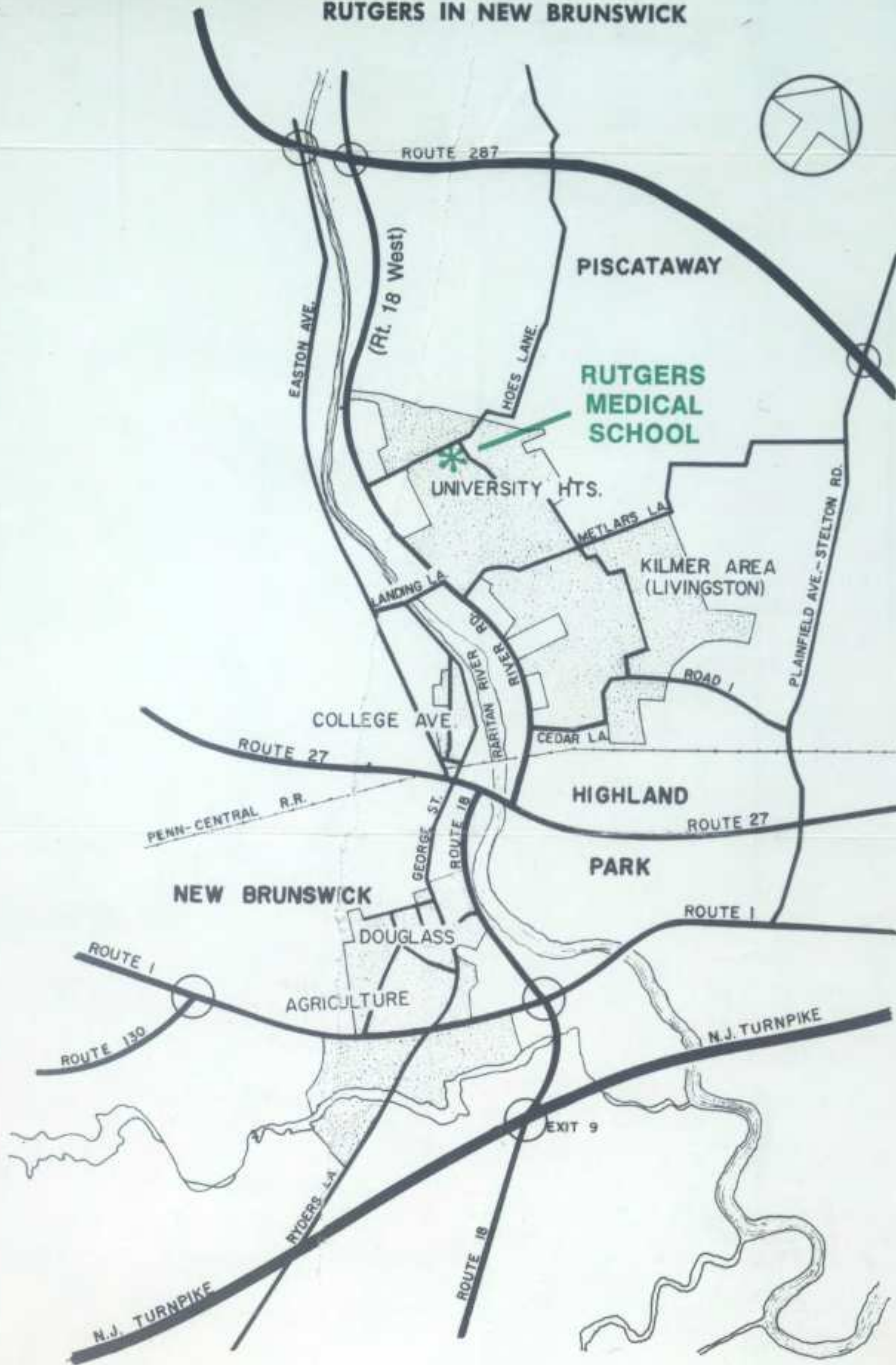 RUTGERS IN NEW BRUNSWICK
ROUTE 287
PISCATAWAY
(Rt. 18 West)
EASTON AVE.
HOES LANE.
RUTGERS
MEDICAL
SCHOOL
UNIVERSITY HTS.
METLARS LA.
KILMER AREA
(LIVINGSTON)
PLAINFIELD AVE.-STELTON RD.
LANDING LA.
RIVER RD.
RARITAN RIVER
ROAD 1
COLLEGE AVE.
CEDAR LA.
ROUTE 27
HIGHLAND
PENN-CENTRAL R.R.
GEORGE ST.
ROUTE 18
ROUTE 27
PARK
NEW BRUNSWICK
ROUTE 1
DOUGLASS
ROUTE 1
AGRICULTURE
N.J. TURNPIKE
ROUTE 130
EXIT 9
RYDERS LA
ROUTE 18
N.J. TURNPIKE